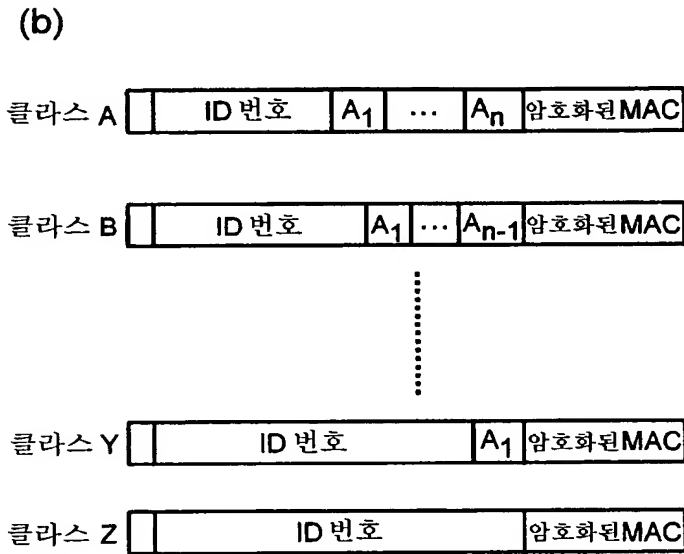 (b)
클라스 A ID 번호 A1 ... An 암호화된MAC
클라스 B ID 번호 A1 ... An-1 암호화된MAC
클라스 Y ID 번호 A1 암호화된MAC
클라스 Z ID 번호 암호화된MAC